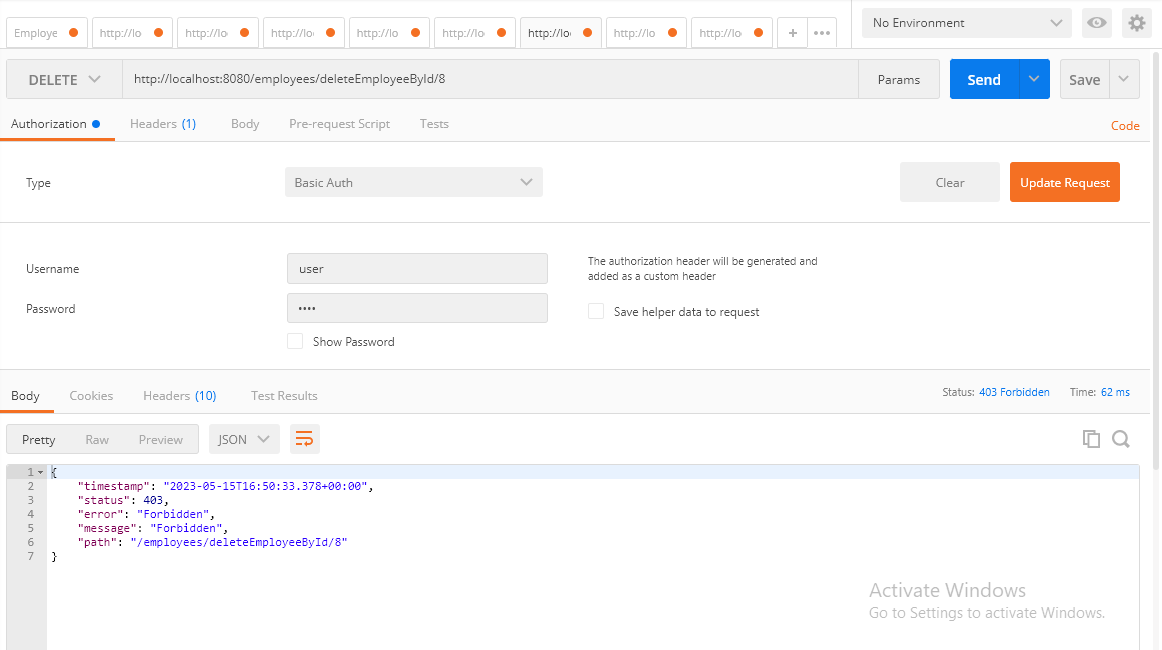 Employe http://lo http://lo http://lo http://lo http://lo http://lo http://lo http://lo + ••• No Environment
DELETE http://localhost:8080/employees/deleteEmployeeById/8 Params Send Save
Authorization Headers (1) Body Pre-request Script Tests Code
Type Basic Auth Clear Update Request
Username user The authorization header will be generated and
added as a custom header
Password •••• Save helper data to request
Show Password
Body Cookies Headers (10) Test Results Status: 403 Forbidden Time: 62 ms
Pretty Raw Preview JSON
1 {
2 "timestamp": "2023-05-15T16:50:33.378+00:00",
3 "status": 403,
4 "error": "Forbidden",
5 "message": "Forbidden",
6 "path": "/employees/deleteEmployeeById/8"
7 }
Activate Windows
Go to Settings to activate Windows.